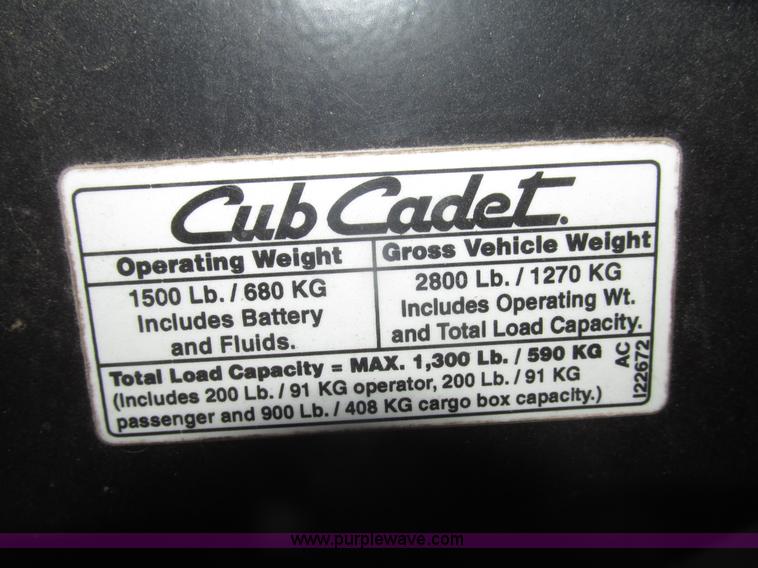 Cub Cadet.
Operating Weight
1500 Lb. / 680 KG
Includes Battery
and Fluids.
Gross Vehicle Weight
2800 Lb. / 1270 KG
Includes Operating Wt.
and Total Load Capacity.
Total Load Capacity = MAX. 1,300 Lb. / 590 KG
(Includes 200 Lb. / 91 KG operator, 200 Lb. / 91 KG
passenger and 900 Lb. / 408 KG cargo box capacity.)
AC
I22672
www.purplewave.com